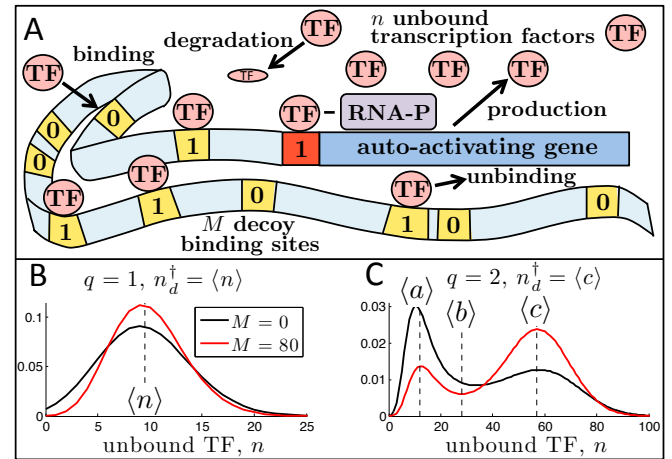 A
n unbound
transcription factors
degradation
TF
TF
binding
TF
TF
TF
TF
TF
TF
TF
RNA-P
production
0
0
0
1
1
auto-activating gene
TF
TF
TF
unbinding
1
1
0
M decoy
binding sites
1
0
0
B
q = 1, n_d^† = ⟨n⟩
0.1
0.05
0
M = 0
M = 80
⟨n⟩
0
5
10
15
20
25
unbound TF, n
C
q = 2, n_d^† = ⟨c⟩
⟨a⟩
⟨b⟩
⟨c⟩
0.03
0.02
0.01
0
0
20
40
60
80
100
unbound TF, n